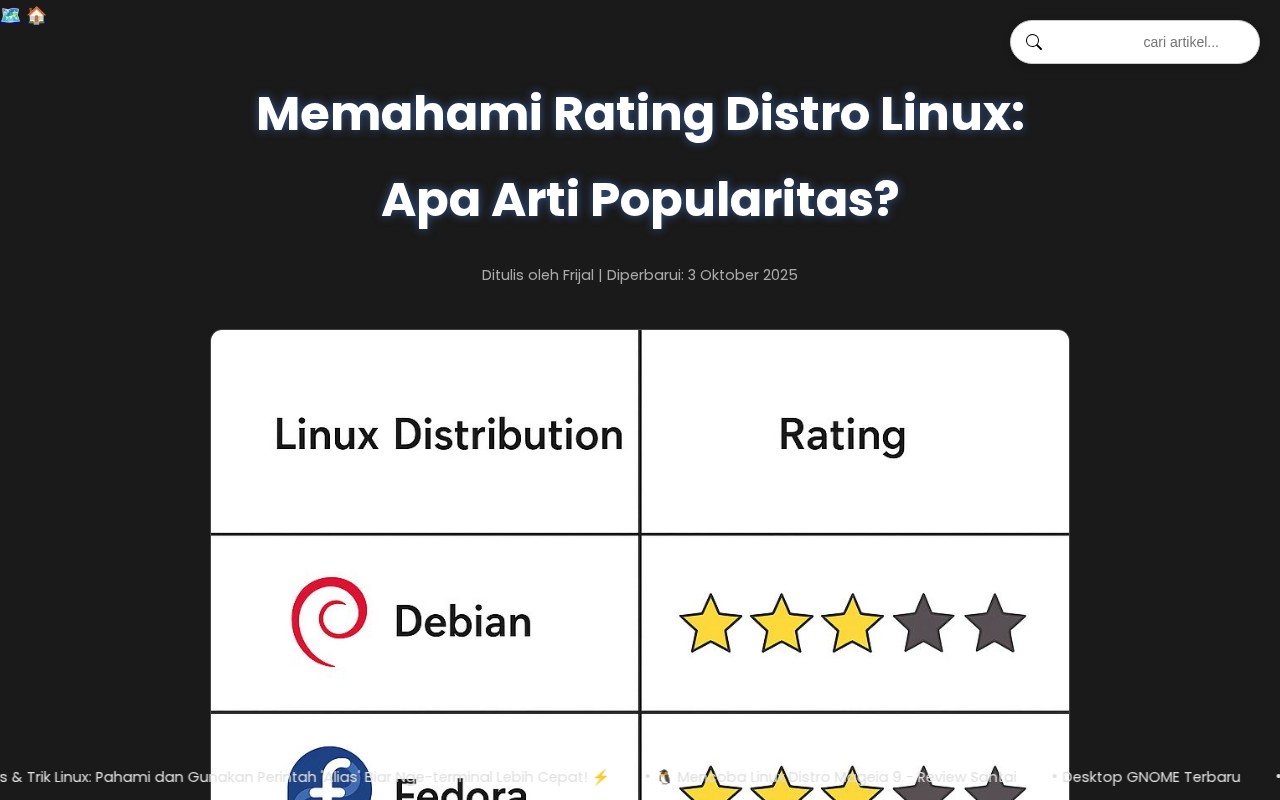 cari artikel...
Memahami Rating Distro Linux:
Apa Arti Popularitas?
Ditulis oleh Frijal | Diperbarui: 3 Oktober 2025
Linux Distribution
Rating
Debian
Fedora
s & Trik Linux: Pahami dan Gunakan Perintah 'Alias' Biar Nge-terminal Lebih Cepat! ⚡ • 🐧 Mencoba Linux Distro Mageia 9 - Review Santai • Desktop GNOME Terbaru •